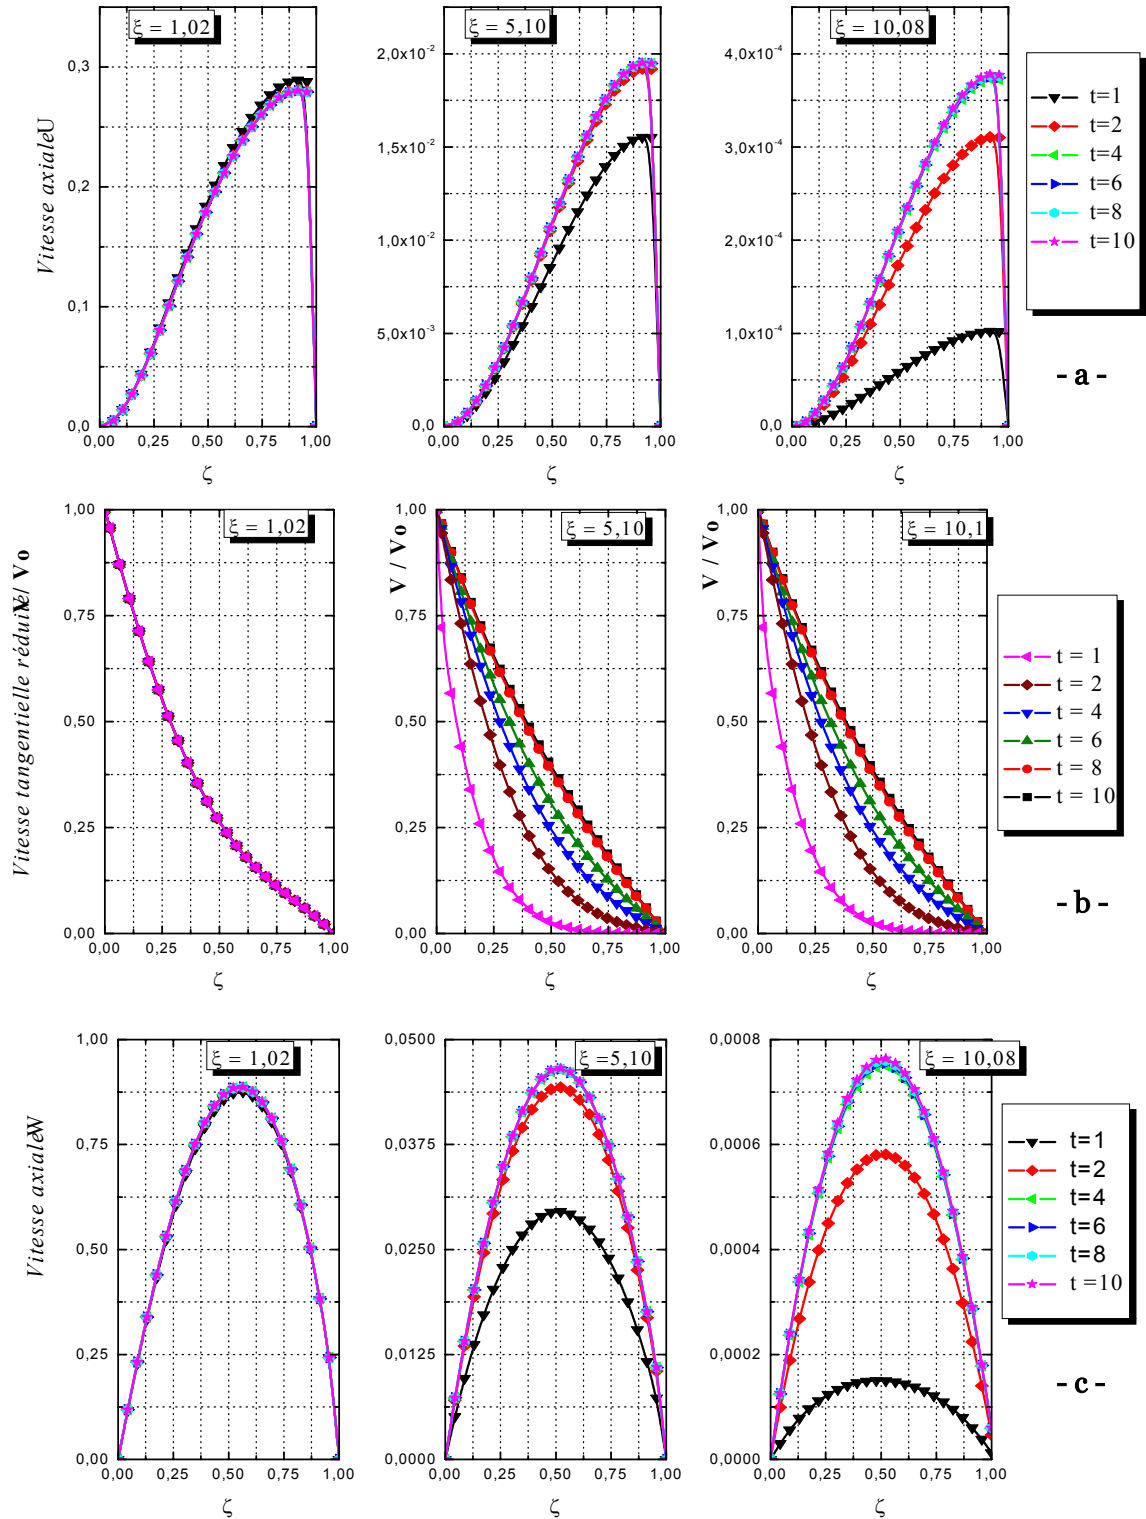 ξ = 1,02
ξ = 5,10
ξ = 10,08
Vitesse axialeU
0,3
0,2
0,1
0,0
0,00 0,25 0,50 0,75 1,00
ζ
2,0x10⁻²
1,5x10⁻²
1,0x10⁻²
5,0x10⁻³
0,0
0,00 0,25 0,50 0,75 1,00
ζ
4,0x10⁻⁴
3,0x10⁻⁴
2,0x10⁻⁴
1,0x10⁻⁴
0,0
0,00 0,25 0,50 0,75 1,00
ζ
t=1
t=2
t=4
t=6
t=8
t=10
- a -
ξ = 1,02
ξ = 5,10
ξ = 10,1
Vitesse tangentielle réduite V/ Vo
1,00
0,75
0,50
0,25
0,00
0,00 0,25 0,50 0,75 1,00
ζ
V / Vo
1,00
0,75
0,50
0,25
0,00
0,00 0,25 0,50 0,75 1,00
ζ
V / Vo
1,00
0,75
0,50
0,25
0,00
0,00 0,25 0,50 0,75 1,00
ζ
t = 1
t = 2
t = 4
t = 6
t = 8
t = 10
- b -
ξ = 1,02
ξ =5,10
ξ = 10,08
Vitesse axialeW
1,00
0,75
0,50
0,25
0,00
0,00 0,25 0,50 0,75 1,00
ζ
0,0500
0,0375
0,0250
0,0125
0,0000
0,00 0,25 0,50 0,75 1,00
ζ
0,0008
0,0006
0,0004
0,0002
0,0000
0,00 0,25 0,50 0,75 1,00
ζ
t=1
t=2
t=4
t=6
t=8
t =10
- c -